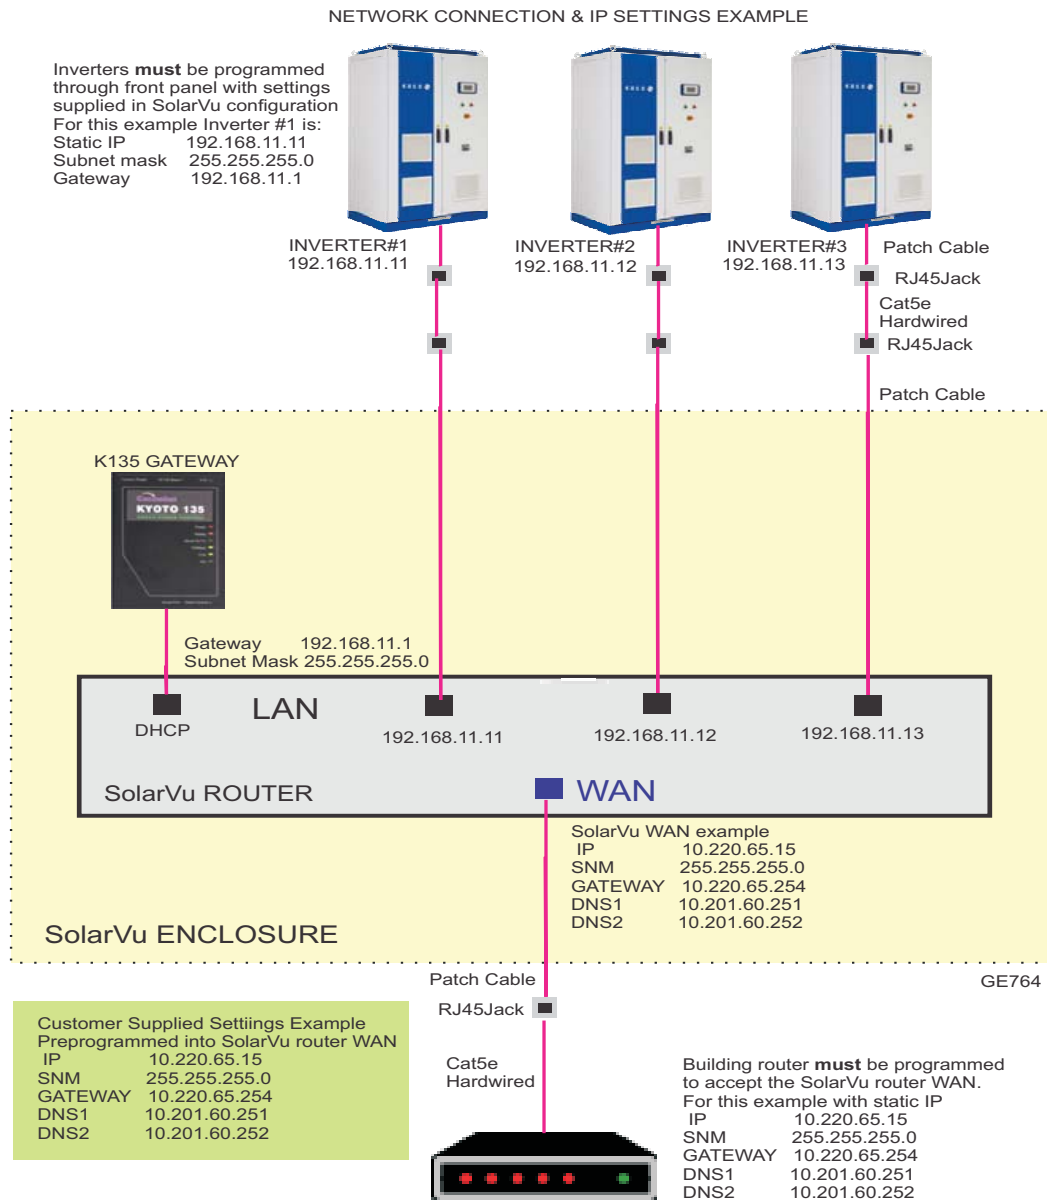 NETWORK CONNECTION & IP SETTINGS EXAMPLE
Inverters must be programmed
through front panel with settings
supplied in SolarVu configuration
For this example Inverter #1 is:
Static IP 192.168.11.11
Subnet mask 255.255.255.0
Gateway 192.168.11.1
INVERTER#1
192.168.11.11
INVERTER#2
192.168.11.12
INVERTER#3
192.168.11.13
Patch Cable
RJ45Jack
Cat5e
Hardwired
RJ45Jack
Patch Cable
K135 GATEWAY
KYOTO 135
Gateway 192.168.11.1
Subnet Mask 255.255.255.0
LAN
DHCP
192.168.11.11
192.168.11.12
192.168.11.13
SolarVu ROUTER
WAN
SolarVu WAN example
IP 10.220.65.15
SNM 255.255.255.0
GATEWAY 10.220.65.254
DNS1 10.201.60.251
DNS2 10.201.60.252
SolarVu ENCLOSURE
Patch Cable
GE764
RJ45Jack
Customer Supplied Settiings Example
Preprogrammed into SolarVu router WAN
IP 10.220.65.15
SNM 255.255.255.0
GATEWAY 10.220.65.254
DNS1 10.201.60.251
DNS2 10.201.60.252
Cat5e
Hardwired
Building router must be programmed
to accept the SolarVu router WAN.
For this example with static IP
IP 10.220.65.15
SNM 255.255.255.0
GATEWAY 10.220.65.254
DNS1 10.201.60.251
DNS2 10.201.60.252